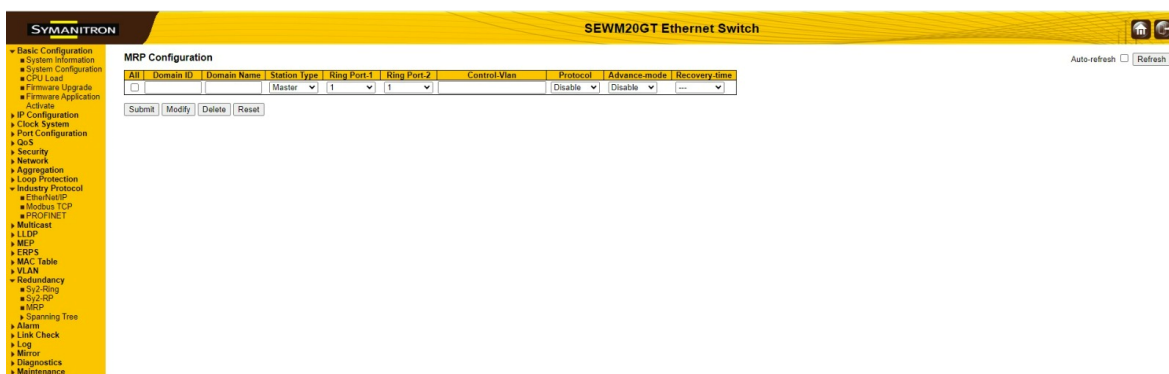 SYMANITRON
SEWM20GT Ethernet Switch
Basic Configuration
System Information
System Configuration
CPU Load
Firmware Upgrade
Firmware Application
Activate
IP Configuration
Clock System
Port Configuration
QoS
Security
Network
Aggregation
Loop Protection
Industry Protocol
EtherNet/IP
Modbus TCP
PROFINET
Multicast
LLDP
MEP
ERPS
MAC Table
VLAN
Redundancy
Sy2-Ring
Sy2-RP
MRP
Spanning Tree
Alarm
Link Check
Log
Mirror
Diagnostics
Maintenance
MRP Configuration
Auto-refresh Refresh
All Domain ID Domain Name Station Type Ring Port-1 Ring Port-2 Control-Vlan Protocol Advance-mode Recovery-time
Master 1 1 Disable Disable ---
Submit Modify Delete Reset